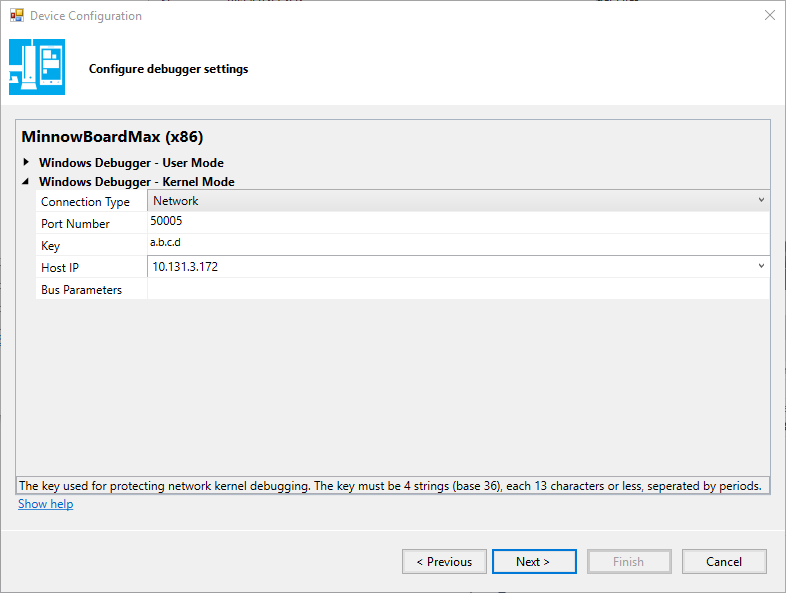 Device Configuration
Configure debugger settings
MinnowBoardMax (x86)
Windows Debugger - User Mode
Windows Debugger - Kernel Mode
Connection Type Network
Port Number 50005
Key a.b.c.d
Host IP 10.131.3.172
Bus Parameters
The key used for protecting network kernel debugging. The key must be 4 strings (base 36), each 13 characters or less, seperated by periods.
Show help
< Previous Next > Finish Cancel